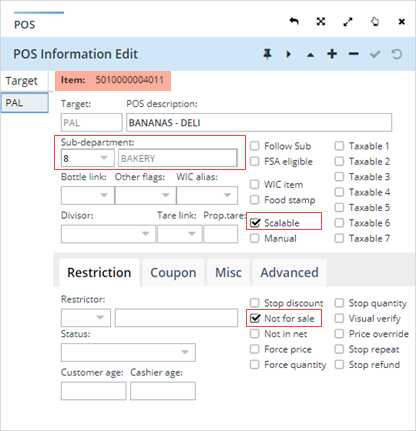 POS
POS Information Edit
Target
Item: 5010000004011
PAL
Target: POS description:
PAL BANANAS - DELI
Sub-department:
8 BAKERY
Bottle link: Other flags: WIC alias:
Divisor: Tare link: Prop.tare:
Follow Sub
FSA eligible
WIC item
Food stamp
Scalable
Manual
Taxable 1
Taxable 2
Taxable 3
Taxable 4
Taxable 5
Taxable 6
Taxable 7
Restriction Coupon Misc Advanced
Restrictor:
Status:
Customer age: Cashier age:
Stop discount
Not for sale
Not in net
Force price
Force quantity
Stop quantity
Visual verify
Price override
Stop repeat
Stop refund